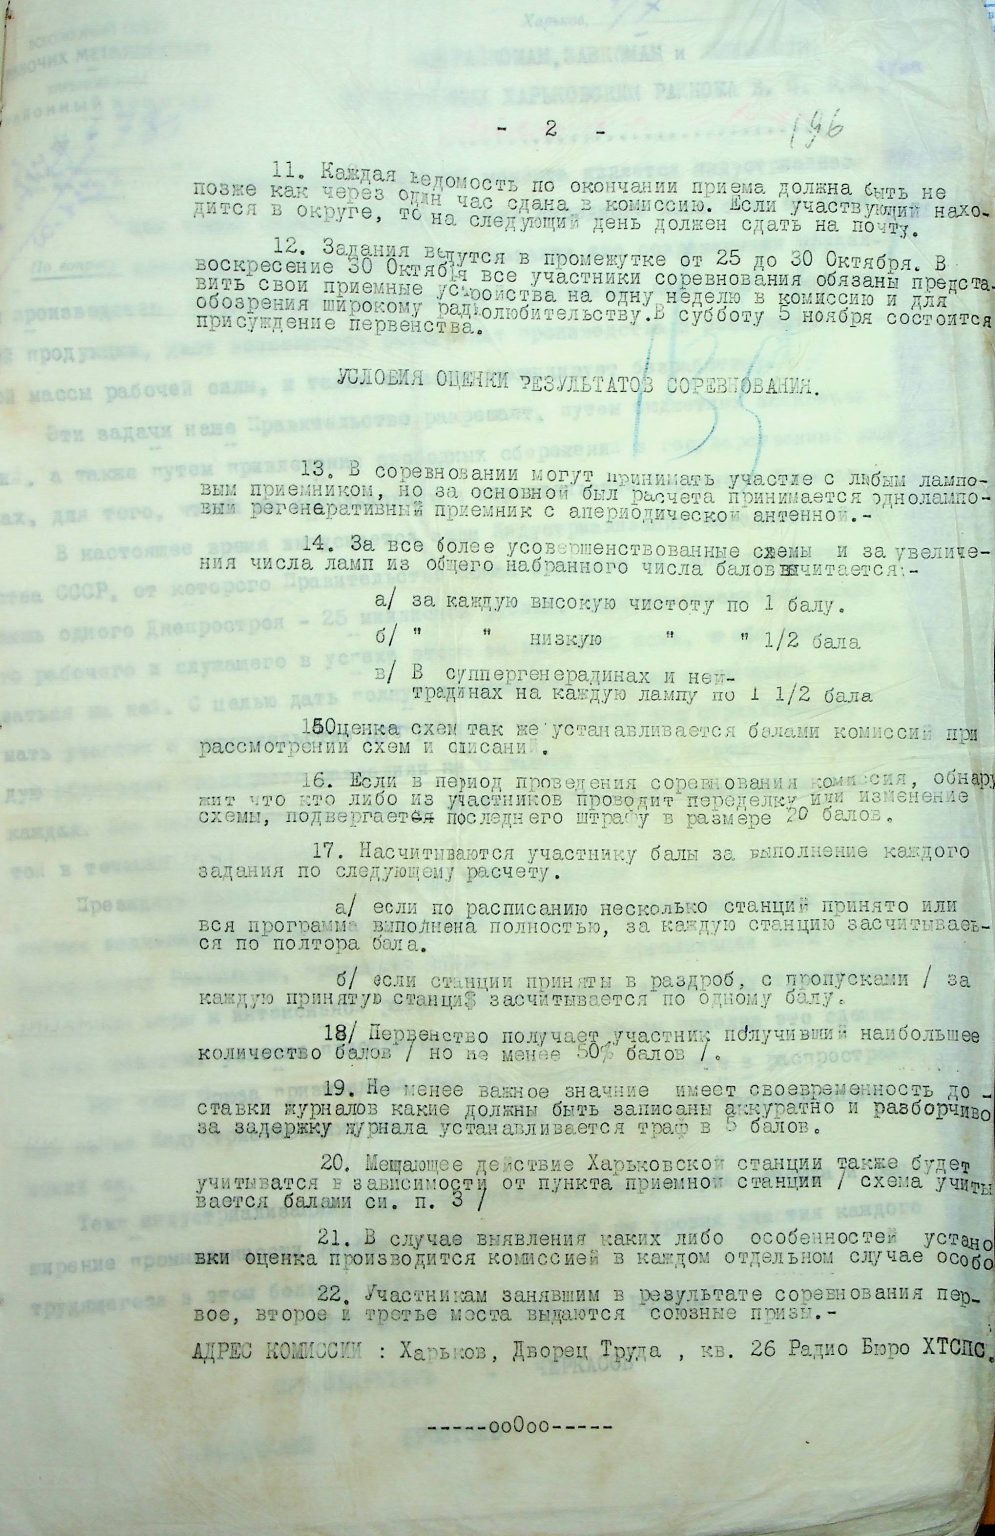 - 2 -
196
11. Каждая ведомость по окончании приема должна быть не
позже как через один час сдана в комиссию. Если участвующий нахо-
дится в округе, то на следующий день должен сдать на почту.
12. Задания ведутся в промежутке от 25 до 30 Октября. В
воскресение 30 Октября все участники соревнования обязаны предста-
вить свои приемные устройства на одну неделю в комиссию и для
обозрения широкому радиолюбительству.В субботу 5 ноября состоится
присуждение первенства.
УСЛОВИЯ ОЦЕНКИ РЕЗУЛЬТАТОВ СОРЕВНОВАНИЯ.
13. В соревновании могут принимать участие с любым лампо-
вым приемником, но за основной был расчета принимается однолампо-
вый регенеративный приемник с апериодической антенной.-
14. За все более усовершенствованные схемы и за увеличе-
ния числа ламп из общего набранного числа балов вычитается:-
а/ за каждую высокую чистоту по 1 балу.
б/ " " низкую " " 1/2 бала
в/ В суппергенерадинах и ней-
традинах на каждую лампу по 1 1/2 бала
15Оценка схем так же устанавливается балами комиссий при
рассмотрении схем и списаний.
16. Если в период проведения соревнования комиссия, обнару
жит что кто либо из участников проводит переделку или изменение
схемы, подвергается последнего штрафу в размере 20 балов.
17. Насчитываются участнику балы за выполнение каждого
задания по следующему расчету.
а/ если по расписанию несколько станций принято или
вся программа выполнена полностью, за каждую станцию засчитываеь-
ся по полтора бала.
б/ если станции приняты в раздроб, с пропусками / за
каждую принятую станци$ засчитывается по одному балу.
18/ Первенство получает участник получивший наибольшее
количество балов / но не менее 50% балов /.
19. Не менее важное значние имеет своевременность до -
ставки журналов какие должны быть записаны аккуратно и разборчиво
за задержку журнала устанавливается траф в 5 балов.
20. Мещающее действие Харьковской станции также будет
учитыватся в зависимости от пункта приемной станции / схема учиты
вается балами си. п. 3 /
21. В случае выявления каких либо особенностей устано
вки оценка производится комиссией в каждом отдельном случае особо
22. Участникам занявшим в результате соревнования пер-
вое, второе и третье места выдаются союзные призы.-
АДРЕС КОМИССИИ : Харьков, Дворец Труда , кв. 26 Радио Бюро ХТСПС.
-----ооОоо-----